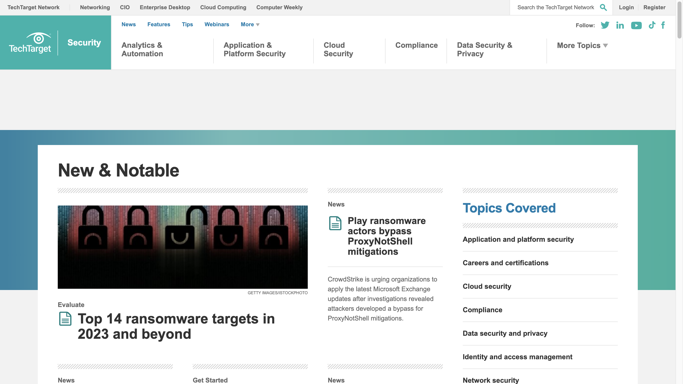 TechTarget Network
Networking
CIO
Enterprise Desktop
Cloud Computing
Computer Weekly
Search the TechTarget Network
Login
Register
TechTarget
Security
News
Features
Tips
Webinars
More
Follow:
Analytics &
Automation
Application &
Platform Security
Cloud
Security
Compliance
Data Security &
Privacy
More Topics
New & Notable
GETTY IMAGES/ISTOCKPHOTO
Evaluate
Top 14 ransomware targets in
2023 and beyond
News
Play ransomware
actors bypass
ProxyNotShell
mitigations
CrowdStrike is urging organizations to
apply the latest Microsoft Exchange
updates after investigations revealed
attackers developed a bypass for
ProxyNotShell mitigations.
Topics Covered
Application and platform security
Careers and certifications
Cloud security
Compliance
Data security and privacy
Identity and access management
Network security
News
Get Started
News